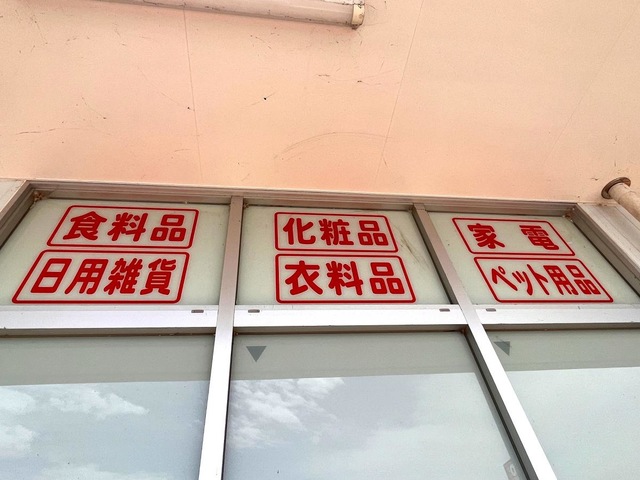 食料品
日用雑貨
化粧品
衣料品
家電
ペット用品